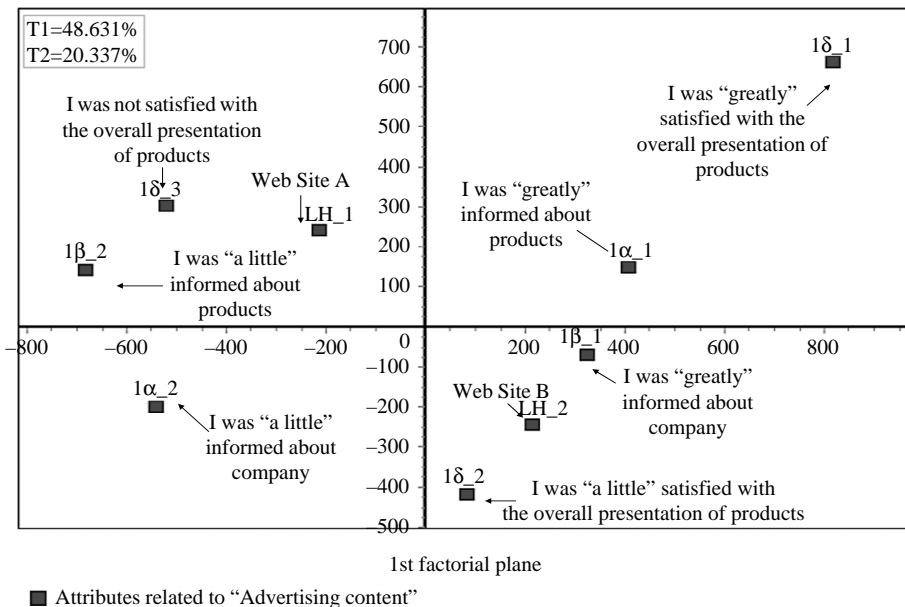 T1=48.631%
T2=20.337%
700
600
500
400
300
200
100
0
–100
–200
–300
–400
–500
–800
–600
–400
–200
200
400
600
800
1δ_1
I was “greatly”
satisfied with the
overall presentation of
products
I was not satisfied with
the overall presentation
of products
1δ_3
Web Site A
LH_1
I was “greatly”
informed about
products
1α_1
1β_2
I was “a little”
informed about
products
1β_1
I was “greatly”
informed about
company
1α_2
I was “a little”
informed about
company
Web Site B
LH_2
1δ_2
I was “a little” satisfied with
the overall presentation of products
1st factorial plane
Attributes related to “Advertising content”